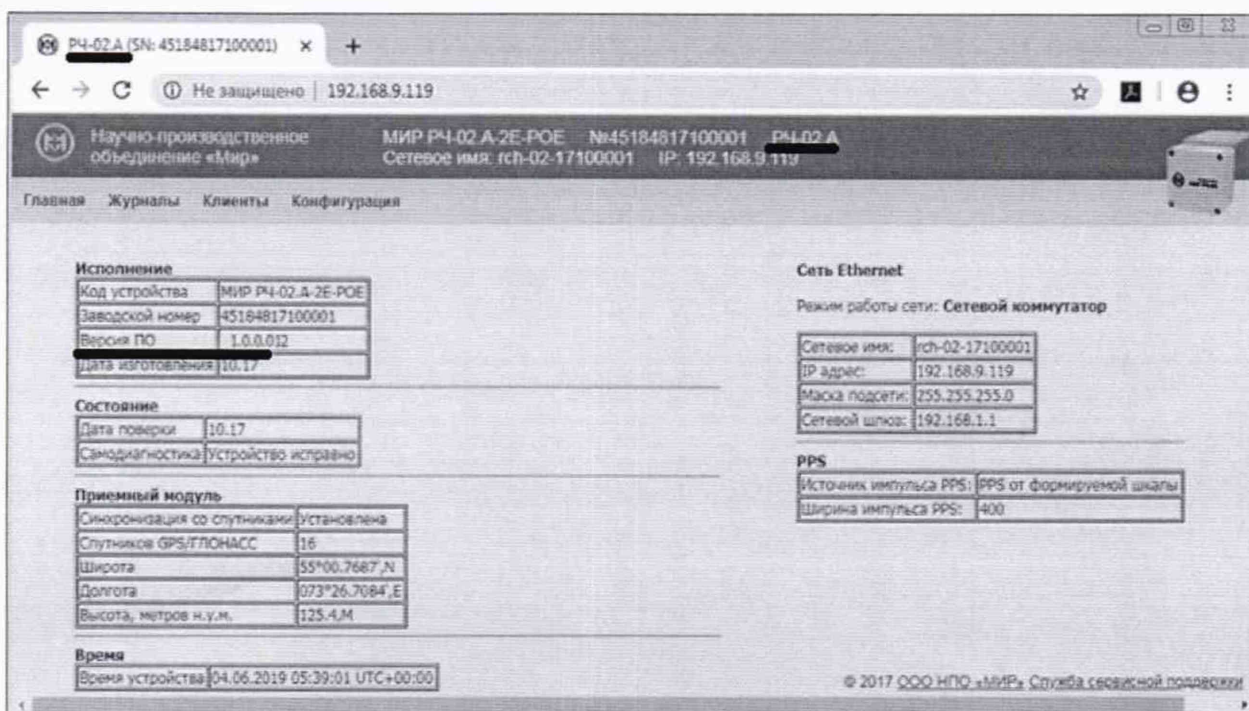 РЧ-02.А (SN: 45184817100001)
Не защищено | 192.168.9.119
Научно-производственное
объединение «Мир»
МИР РЧ-02.А-2Е-РОЕ №45184817100001 РЧ-02.А
Сетевое имя: rch-02-17100001 IP: 192.168.9.119
Главная Журналы Клиенты Конфигурация
Исполнение
Код устройства МИР РЧ-02.А-2Е-РОЕ
Заводской номер 45184817100001
Версия ПО 1.0.0.012
Дата изготовления 10.17
Состояние
Дата поверки 10.17
Самодиагностика Устройство исправно
Приемный модуль
Синхронизация со спутниками Установлена
Спутников GPS/ГЛОНАСС 16
Широта 55°00.7687',N
Долгота 073°26.7084',E
Высота, метров н.у.м. 125.4,M
Время
Время устройства 04.06.2019 05:39:01 UTC+00:00
Сеть Ethernet
Режим работы сети: Сетевой коммутатор
Сетевое имя: rch-02-17100001
IP адрес: 192.168.9.119
Маска подсети: 255.255.255.0
Сетевой шлюз: 192.168.1.1
PPS
Источник импульса PPS: PPS от формируемой шкалы
Ширина импульса PPS: 400
© 2017 ООО НПО «МИР» Служба сервисной поддержки